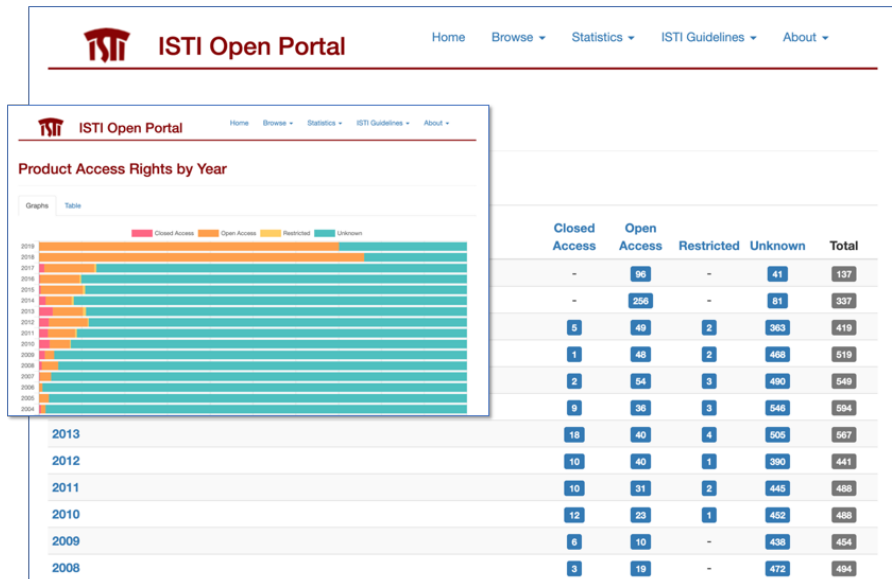 ISTI ISTI Open Portal Home Browse Statistics ISTI Guidelines About
ISTI ISTI Open Portal Home Browse Statistics ISTI Guidelines About
Product Access Rights by Year
Graphs Table
Closed Access Open Access Restricted Unknown
2019
2018
2017
2016
2015
2014
2013
2012
2011
2010
2009
2008
2007
2006
2005
2004
Closed Access Open Access Restricted Unknown Total
- 96 - 41 137
- 256 - 81 337
5 49 2 363 419
1 48 2 468 519
2 54 3 490 549
9 36 3 546 594
2013 18 40 4 505 567
2012 10 40 1 390 441
2011 10 31 2 445 488
2010 12 23 1 452 488
2009 6 10 - 438 454
2008 3 19 - 472 494